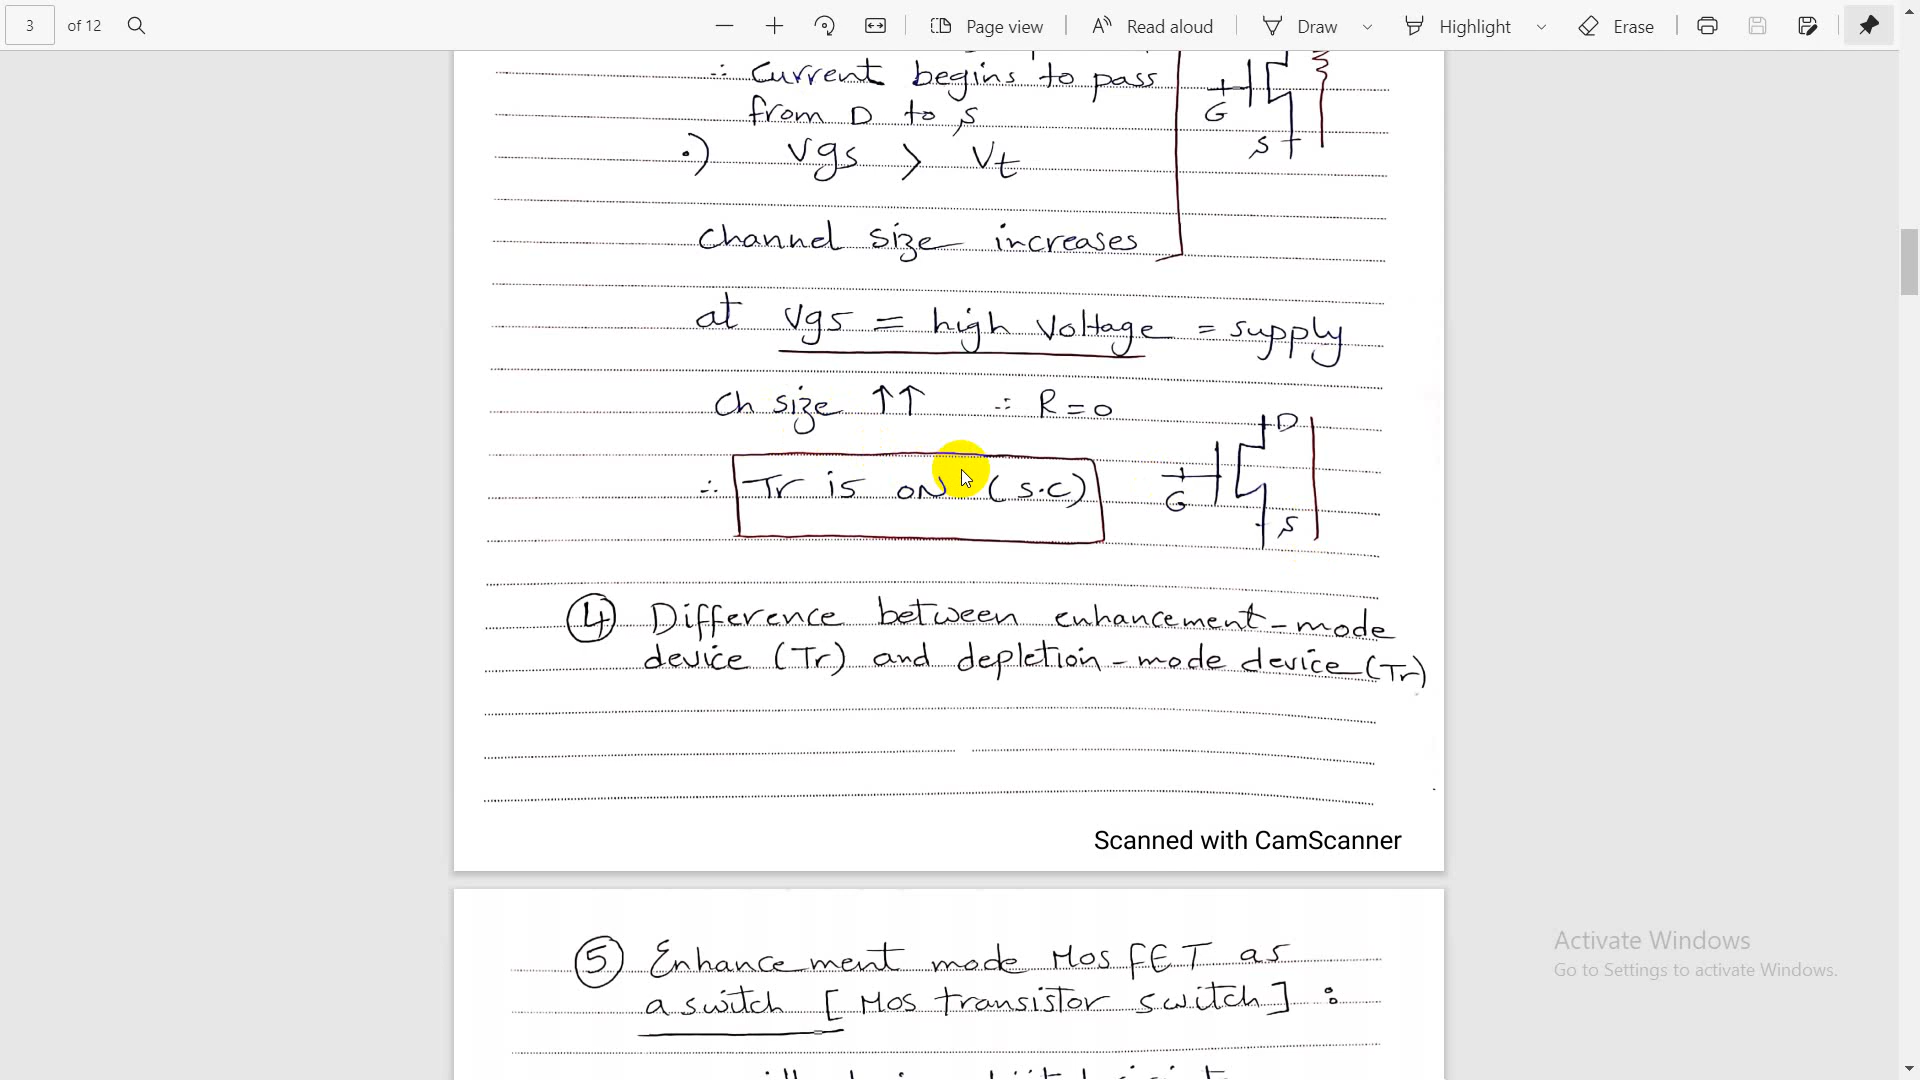 3 of 12 Page view Read aloud Draw Highlight Erase
∴ Current begins to pass
from D to S
G
S
•) Vgs > Vt
Channel size increases
at Vgs = high Voltage = supply
Ch size ↑↑ ∴ R = 0
D
∴ Tr is ON (S.C)
G
S
④ Difference between enhancement-mode
device (Tr) and depletion-mode device (Tr)
Scanned with CamScanner
⑤ Enhancement mode MOSFET as
a switch [MOS transistor switch] :
Activate Windows
Go to Settings to activate Windows.